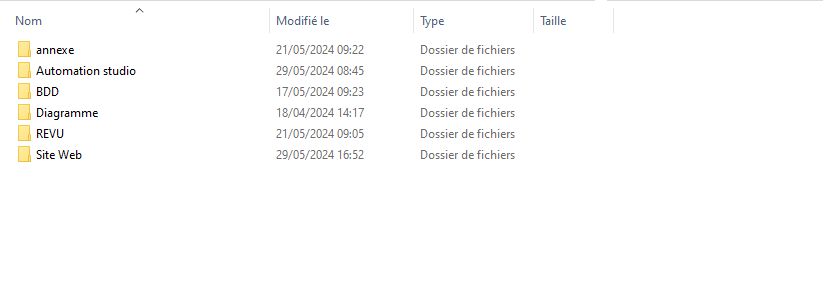 Nom Modifié le Type Taille
annexe 21/05/2024 09:22 Dossier de fichiers
Automation studio 29/05/2024 08:45 Dossier de fichiers
BDD 17/05/2024 09:23 Dossier de fichiers
Diagramme 18/04/2024 14:17 Dossier de fichiers
REVU 21/05/2024 09:05 Dossier de fichiers
Site Web 29/05/2024 16:52 Dossier de fichiers